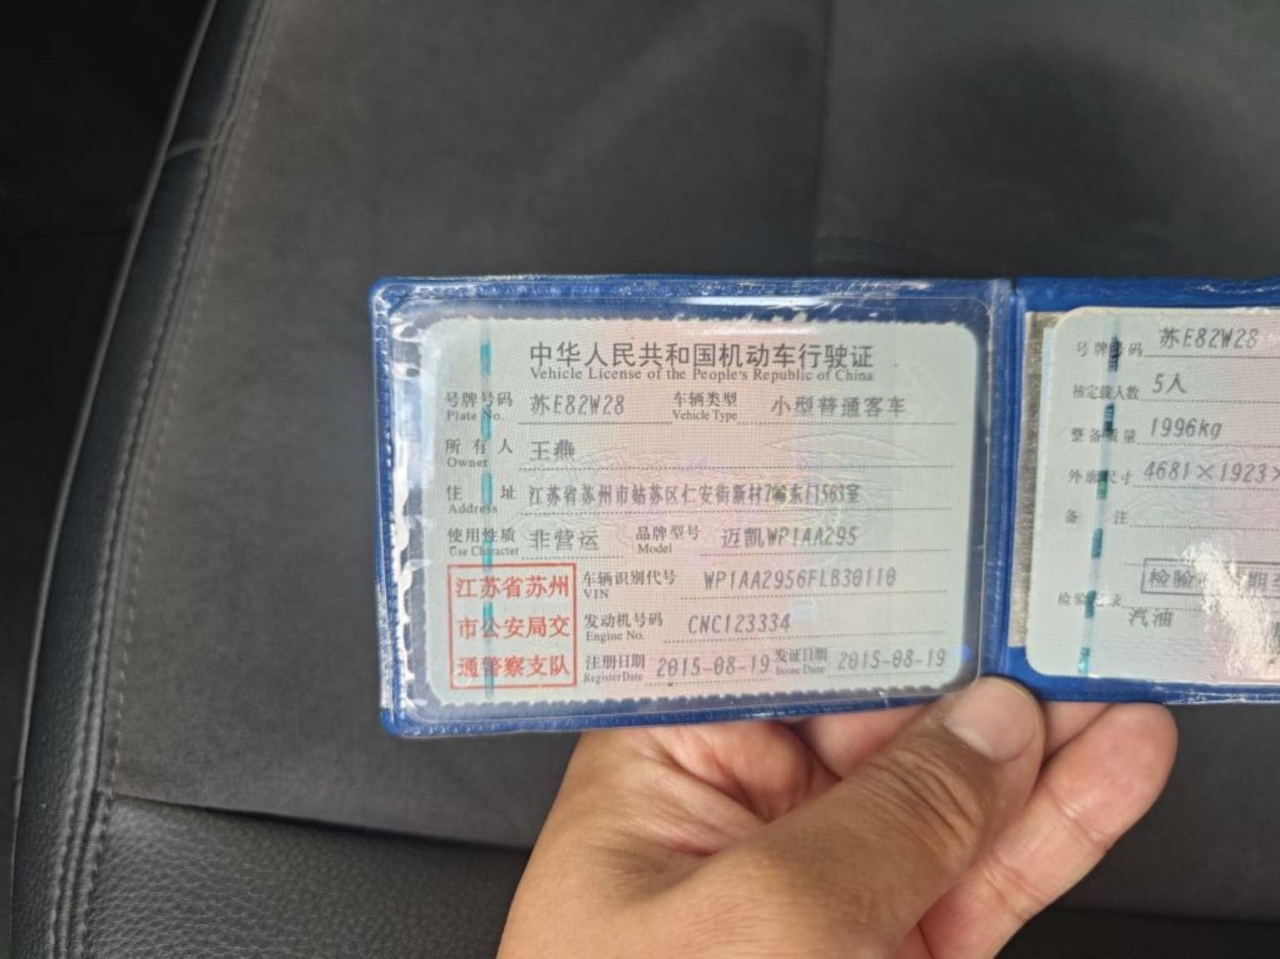 中华人民共和国机动车行驶证
Vehicle License of the People's Republic of China
号牌号码 苏E82W28 车辆类型 小型普通客车
Plate No. Vehicle Type
所有人 王燕
Owner
住址 江苏省苏州市姑苏区仁安街新村7幢东门503室
Address
使用性质 非营运 品牌型号 迈凯WP1AA295
Use Character Model
江苏省苏州
市公安局交
通警察支队
车辆识别代号 WP1AA2956FLB30110
VIN
发动机号码 CNC123334
Engine No.
注册日期 2015-08-19 发证日期 2015-08-19
Register Date Issue Date
号牌号码 苏E82W28
核定载人数 5人
整备质量 1996kg
外廓尺寸 4681×1923×
备注
检验 期
检验 录
汽油